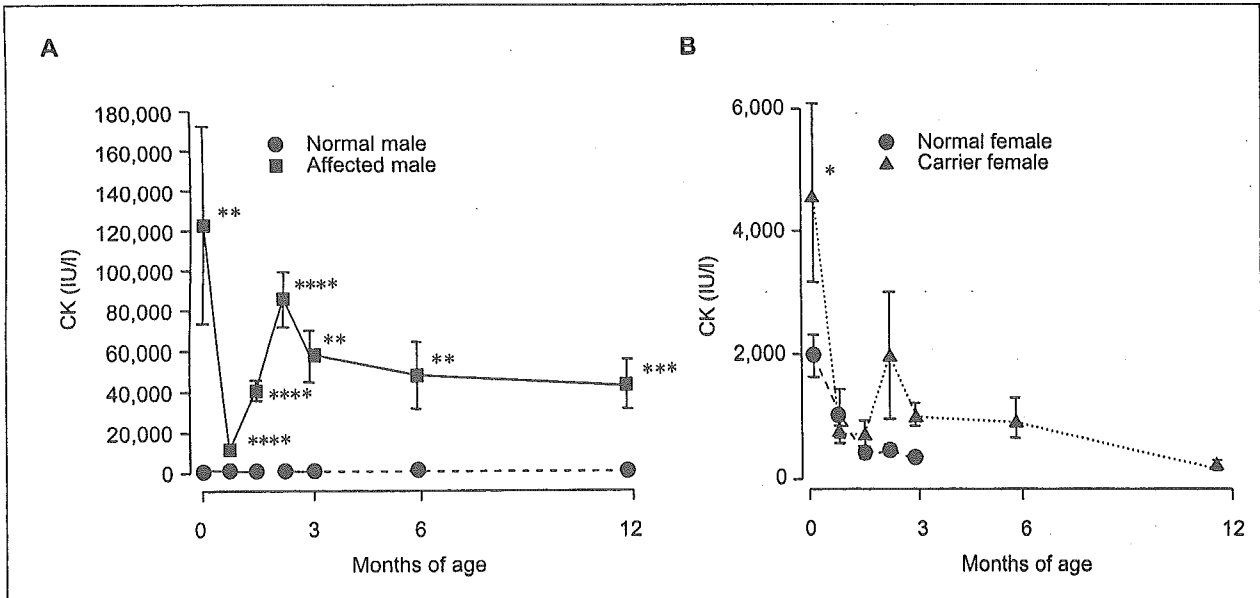 A
180,000
160,000
140,000
120,000
100,000
80,000
60,000
40,000
20,000
0
CK (IU/l)
Normal male
Affected male
**
****
****
****
**
**
***
0 3 6 12
Months of age
B
6,000
4,000
2,000
0
CK (IU/l)
Normal female
Carrier female
*
0 3 6 12
Months of age